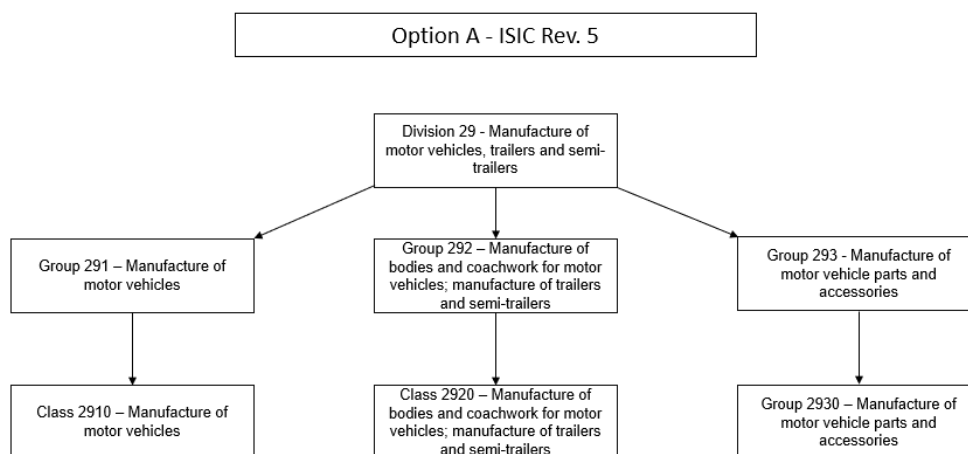 Option A - ISIC Rev. 5
Division 29 - Manufacture of
motor vehicles, trailers and semi-
trailers
Group 291 – Manufacture of
motor vehicles
Group 292 – Manufacture of
bodies and coachwork for motor
vehicles; manufacture of trailers
and semi-trailers
Group 293 - Manufacture of
motor vehicle parts and
accessories
Class 2910 – Manufacture of
motor vehicles
Class 2920 – Manufacture of
bodies and coachwork for motor
vehicles; manufacture of trailers
and semi-trailers
Group 2930 – Manufacture of
motor vehicle parts and
accessories